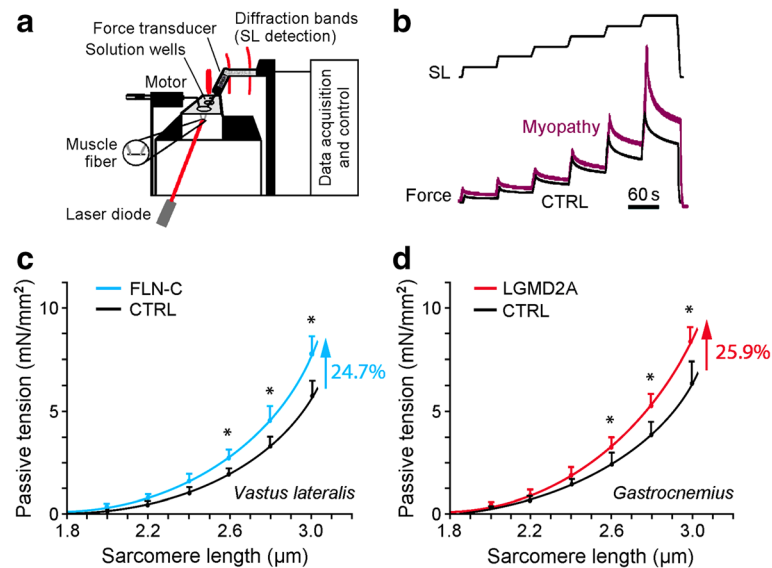 a
Force transducer
Solution wells
Diffraction bands
(SL detection)
Motor
Muscle
fiber
Laser diode
Data acquisition
and control
b
SL
Myopathy
Force
CTRL
60 s
c
FLN-C
CTRL
10
5
0
Passive tension (mN/mm²)
*
*
*
24.7%
Vastus lateralis
1.8
2.2
2.6
3.0
Sarcomere length (µm)
d
LGMD2A
CTRL
10
5
0
Passive tension (mN/mm²)
*
*
*
25.9%
Gastrocnemius
1.8
2.2
2.6
3.0
Sarcomere length (µm)